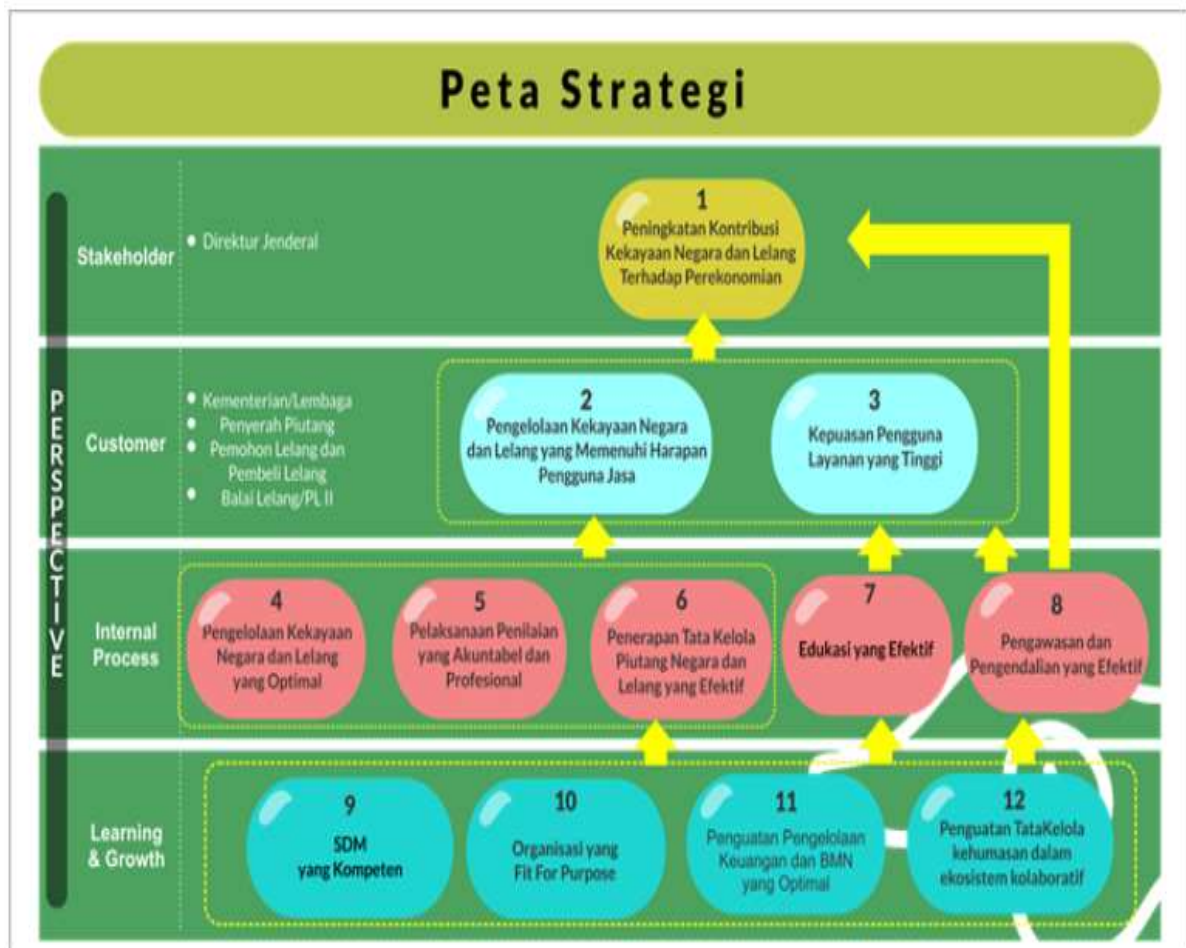 Peta Strategi
PERSPECTIVE
Stakeholder
Direktur Jenderal
1
Peningkatan Kontribusi
Kekayaan Negara dan Lelang
Terhadap Perekonomian
Customer
Kementerian/Lembaga
Penyerah Piutang
Pemohon Lelang dan
Pembeli Lelang
Balai Lelang/PL II
2
Pengelolaan Kekayaan Negara
dan Lelang yang Memenuhi Harapan
Pengguna Jasa
3
Kepuasan Pengguna
Layanan yang Tinggi
Internal
Process
4
Pengelolaan Kekayaan
Negara dan Lelang
yang Optimal
5
Pelaksanaan Penilaian
yang Akuntabel dan
Profesional
6
Penerapan Tata Kelola
Piutang Negara dan
Lelang yang Efektif
7
Edukasi yang Efektif
8
Pengawasan dan
Pengendalian yang Efektif
Learning
& Growth
9
SDM
yang Kompeten
10
Organisasi yang
Fit For Purpose
11
Penguatan Pengelolaan
Keuangan dan BMN
yang Optimal
12
Penguatan TataKelola
kehumasan dalam
ekosistem kolaboratif